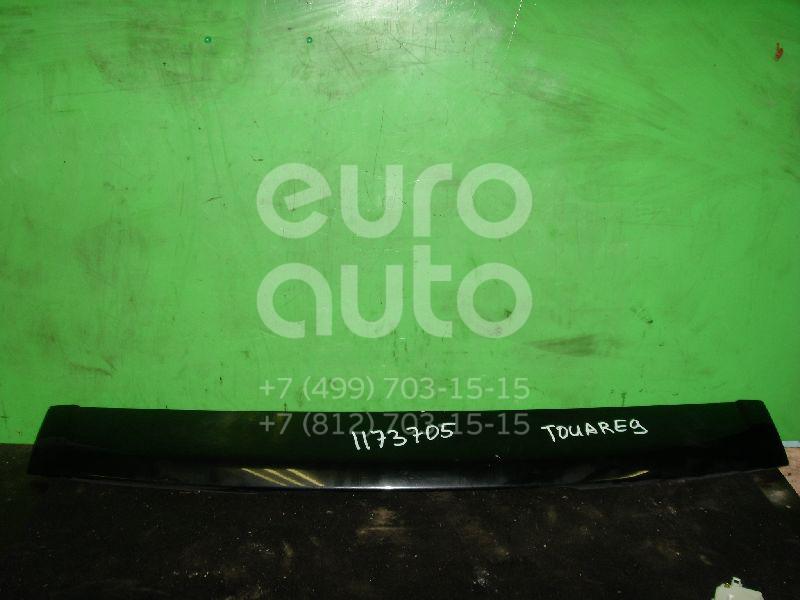 euro
auto
+7 (499) 703-15-15
+7 (812) 703-15-15
1173705 TOUAREG